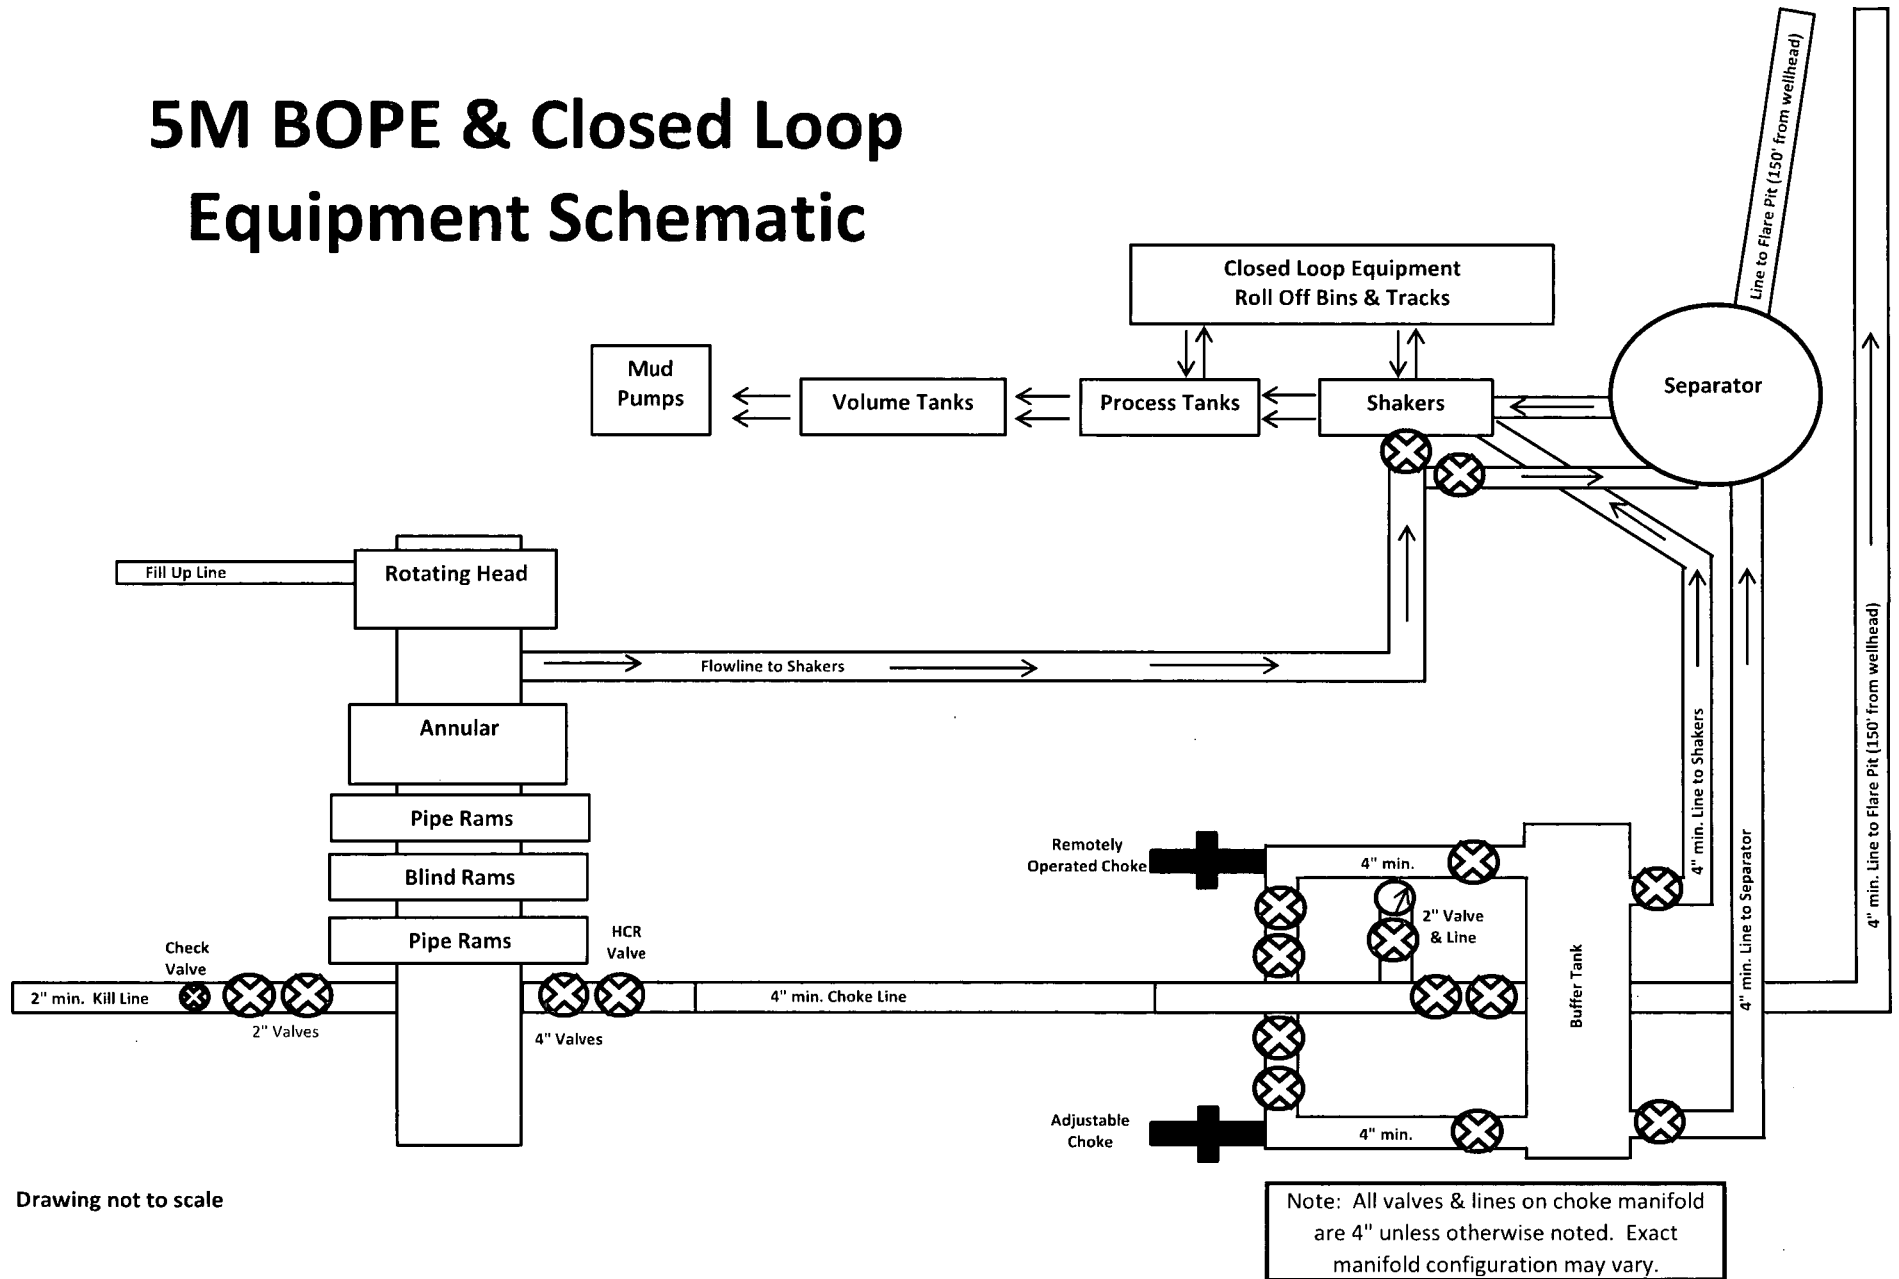 5M BOPE & Closed Loop
Equipment Schematic
Line to Flare Pit (150' from wellhead)
Closed Loop Equipment
Roll Off Bins & Tracks
Mud
Pumps
Volume Tanks
Process Tanks
Shakers
Separator
Fill Up Line
Rotating Head
Flowline to Shakers
Annular
Pipe Rams
Blind Rams
Pipe Rams
Check
Valve
HCR
Valve
2" min. Kill Line
2" Valves
4" Valves
4" min. Choke Line
Remotely
Operated Choke
4" min.
2" Valve
& Line
Adjustable
Choke
4" min.
Buffer Tank
4" min. Line to Shakers
4" min. Line to Separator
4" min. Line to Flare Pit (150' from wellhead)
Drawing not to scale
Note: All valves & lines on choke manifold
are 4" unless otherwise noted. Exact
manifold configuration may vary.